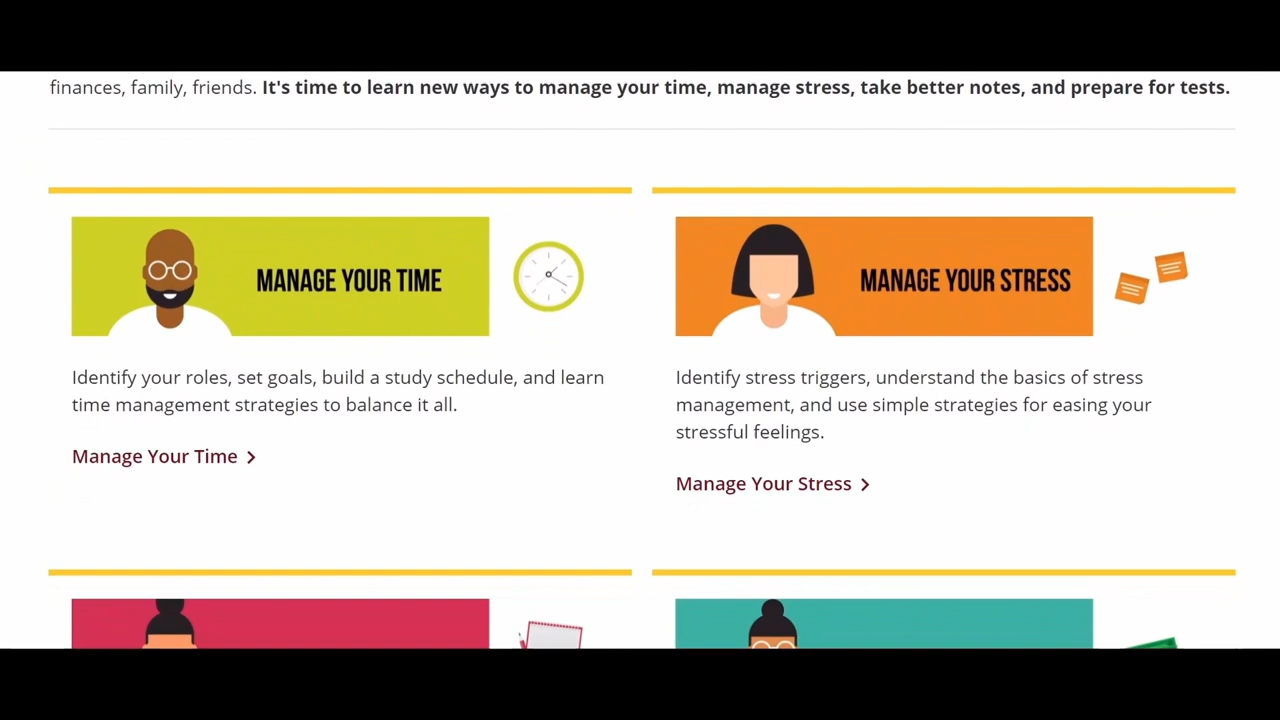 finances, family, friends. It's time to learn new ways to manage your time, manage stress, take better notes, and prepare for tests.
MANAGE YOUR TIME
Identify your roles, set goals, build a study schedule, and learn
time management strategies to balance it all.
Manage Your Time
MANAGE YOUR STRESS
Identify stress triggers, understand the basics of stress
management, and use simple strategies for easing your
stressful feelings.
Manage Your Stress